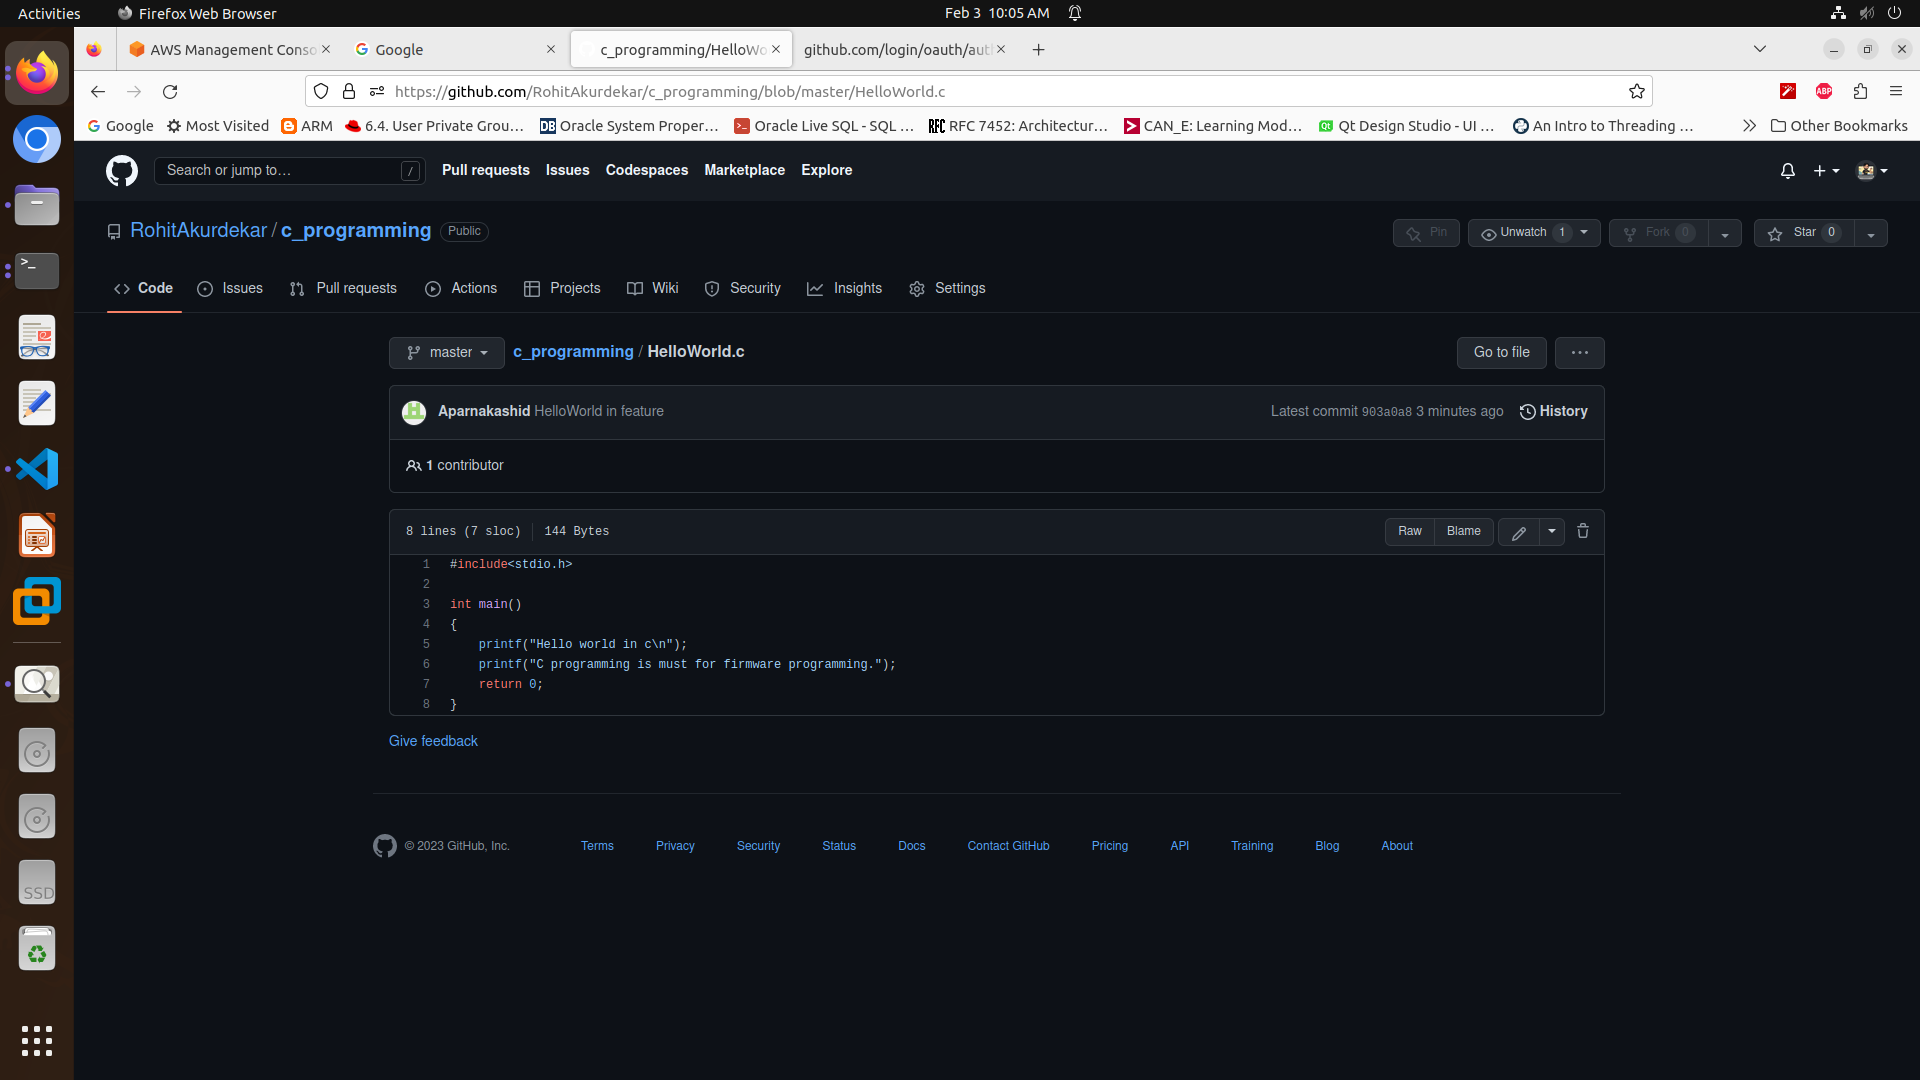 Activities Firefox Web Browser Feb 3 10:05 AM
AWS Management Conso Google c_programming/HelloWo github.com/login/oauth/aut
https://github.com/RohitAkurdekar/c_programming/blob/master/HelloWorld.c ABP
Google Most Visited ARM 6.4. User Private Grou… DB Oracle System Proper… Oracle Live SQL - SQL … RFC RFC 7452: Architectur… CAN_E: Learning Mod… Qt Qt Design Studio - UI … An Intro to Threading … Other Bookmarks
Search or jump to… / Pull requests Issues Codespaces Marketplace Explore
RohitAkurdekar / c_programming Public Pin Unwatch 1 Fork 0 Star 0
Code Issues Pull requests Actions Projects Wiki Security Insights Settings
master c_programming / HelloWorld.c Go to file
Aparnakashid HelloWorld in feature Latest commit 903a0a8 3 minutes ago History
1 contributor
8 lines (7 sloc) 144 Bytes Raw Blame
1 #include<stdio.h>
2
3 int main()
4 {
5 printf("Hello world in c\n");
6 printf("C programming is must for firmware programming.");
7 return 0;
8 }
Give feedback
© 2023 GitHub, Inc. Terms Privacy Security Status Docs Contact GitHub Pricing API Training Blog About
SSD